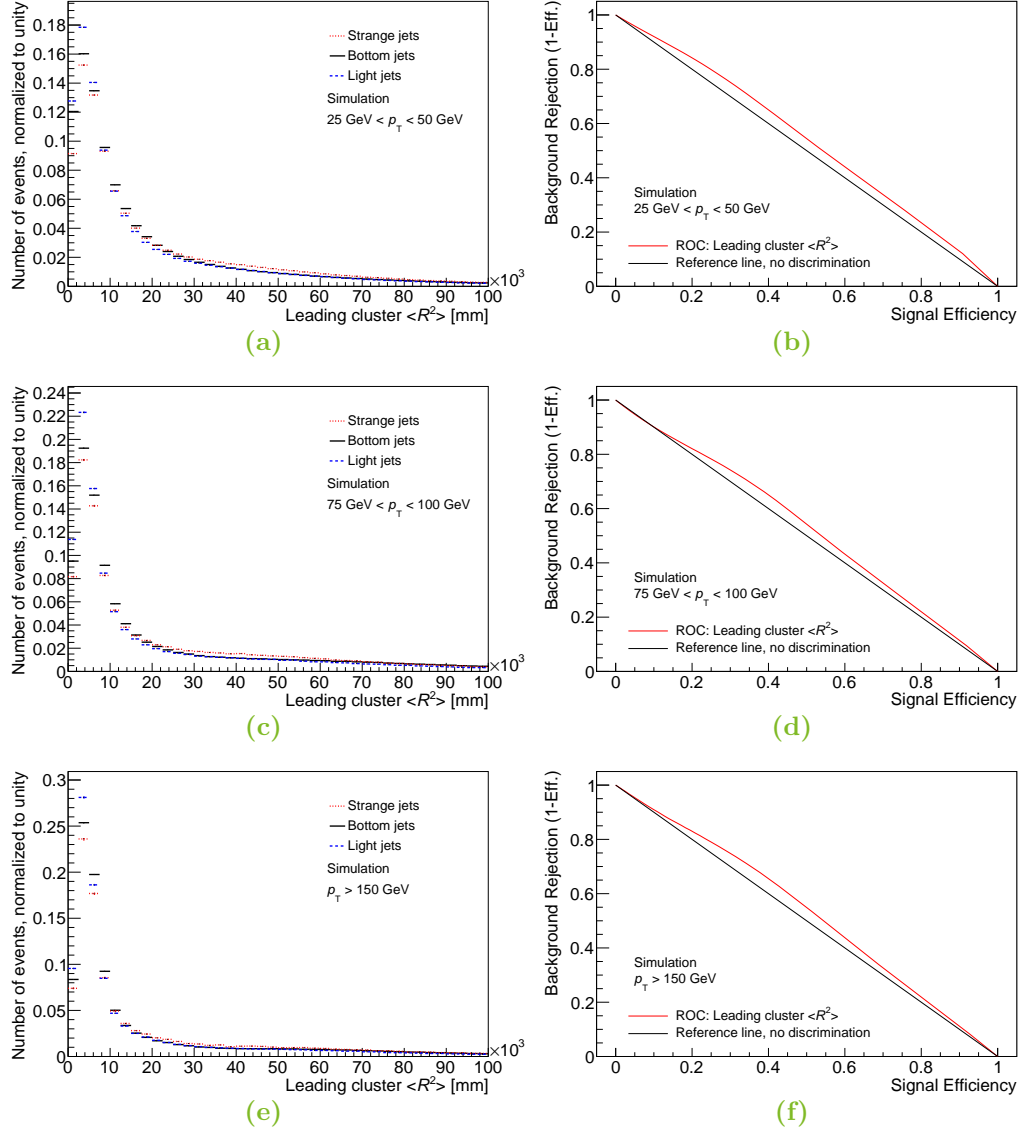 Number of events, normalized to unity
0.18
0.16
0.14
0.12
0.1
0.08
0.06
0.04
0.02
0
Strange jets
Bottom jets
Light jets
Simulation
25 GeV < p_T < 50 GeV
0 10 20 30 40 50 60 70 80 90 100
×10³
Leading cluster <R²> [mm]
(a)
Background Rejection (1-Eff.)
1
0.8
0.6
0.4
0.2
0
Simulation
25 GeV < p_T < 50 GeV
ROC: Leading cluster <R²>
Reference line, no discrimination
0 0.2 0.4 0.6 0.8 1
Signal Efficiency
(b)
Number of events, normalized to unity
0.24
0.22
0.2
0.18
0.16
0.14
0.12
0.1
0.08
0.06
0.04
0.02
0
Strange jets
Bottom jets
Light jets
Simulation
75 GeV < p_T < 100 GeV
0 10 20 30 40 50 60 70 80 90 100
×10³
Leading cluster <R²> [mm]
(c)
Background Rejection (1-Eff.)
1
0.8
0.6
0.4
0.2
0
Simulation
75 GeV < p_T < 100 GeV
ROC: Leading cluster <R²>
Reference line, no discrimination
0 0.2 0.4 0.6 0.8 1
Signal Efficiency
(d)
Number of events, normalized to unity
0.3
0.25
0.2
0.15
0.1
0.05
0
Strange jets
Bottom jets
Light jets
Simulation
p_T > 150 GeV
0 10 20 30 40 50 60 70 80 90 100
×10³
Leading cluster <R²> [mm]
(e)
Background Rejection (1-Eff.)
1
0.8
0.6
0.4
0.2
0
Simulation
p_T > 150 GeV
ROC: Leading cluster <R²>
Reference line, no discrimination
0 0.2 0.4 0.6 0.8 1
Signal Efficiency
(f)